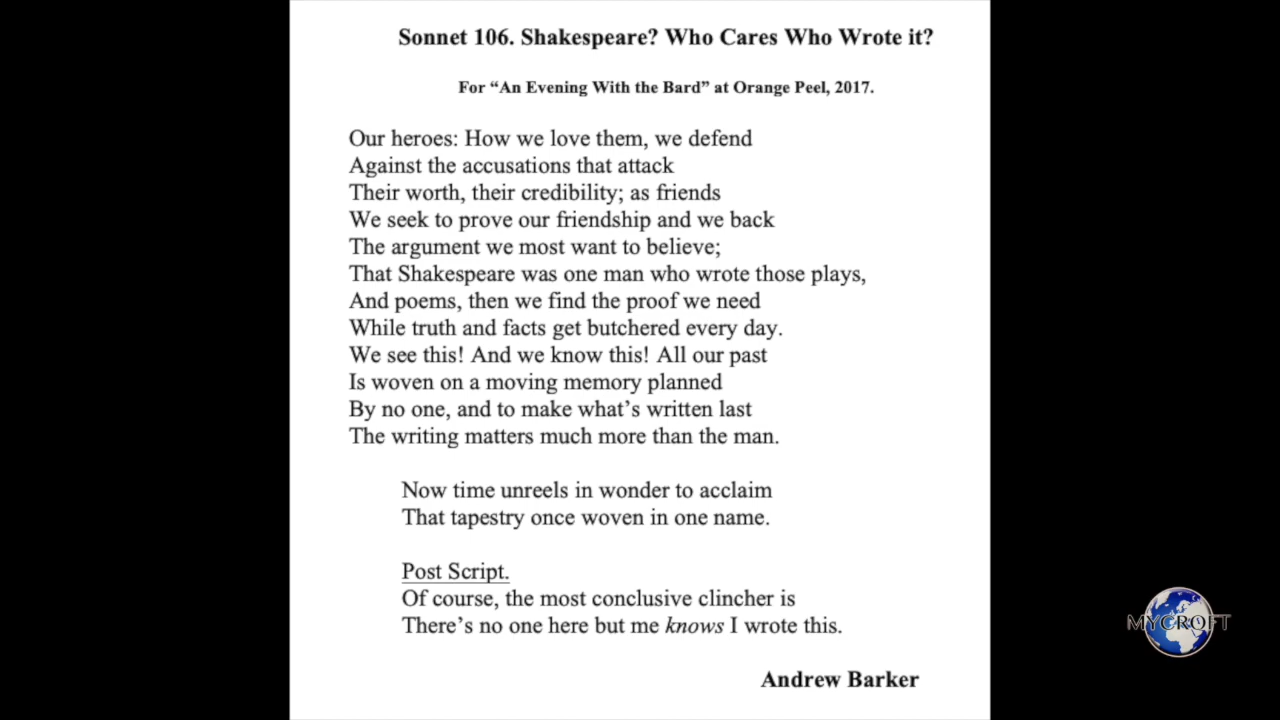 Sonnet 106. Shakespeare? Who Cares Who Wrote it?
For “An Evening With the Bard” at Orange Peel, 2017.
Our heroes: How we love them, we defend
Against the accusations that attack
Their worth, their credibility; as friends
We seek to prove our friendship and we back
The argument we most want to believe;
That Shakespeare was one man who wrote those plays,
And poems, then we find the proof we need
While truth and facts get butchered every day.
We see this! And we know this! All our past
Is woven on a moving memory planned
By no one, and to make what’s written last
The writing matters much more than the man.
Now time unreels in wonder to acclaim
That tapestry once woven in one name.
Post Script.
Of course, the most conclusive clincher is
There’s no one here but me knows I wrote this.
Andrew Barker
MYCROFT